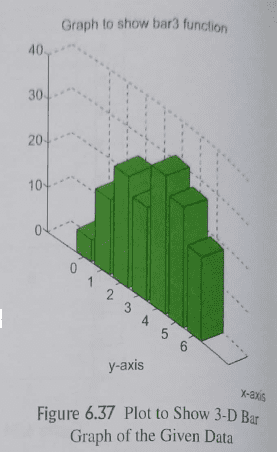 Graph to show bar3 function
40
30
20
10
0
0
1
2
3
4
5
6
y-axis
x-axis
Figure 6.37 Plot to Show 3-D Bar
Graph of the Given Data